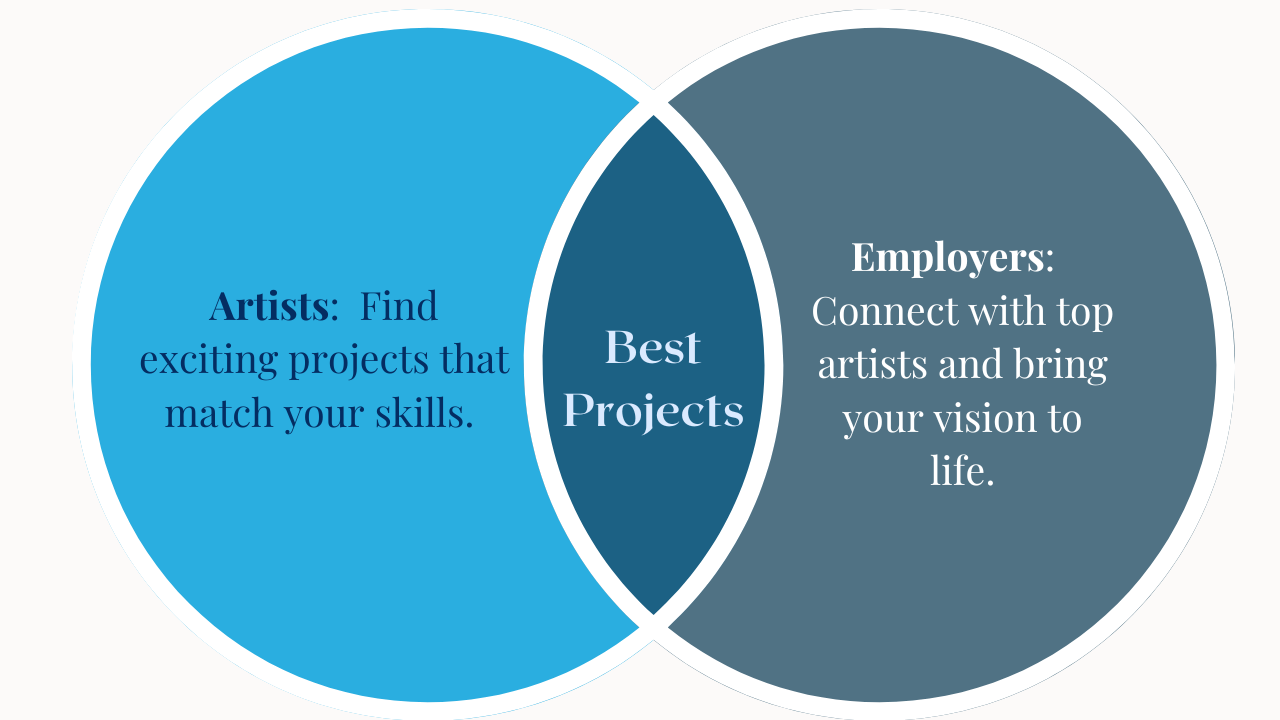 Artists:  Find
exciting projects that
match your skills.
Best
Projects
Employers:
Connect with top
artists and bring
your vision to
life.